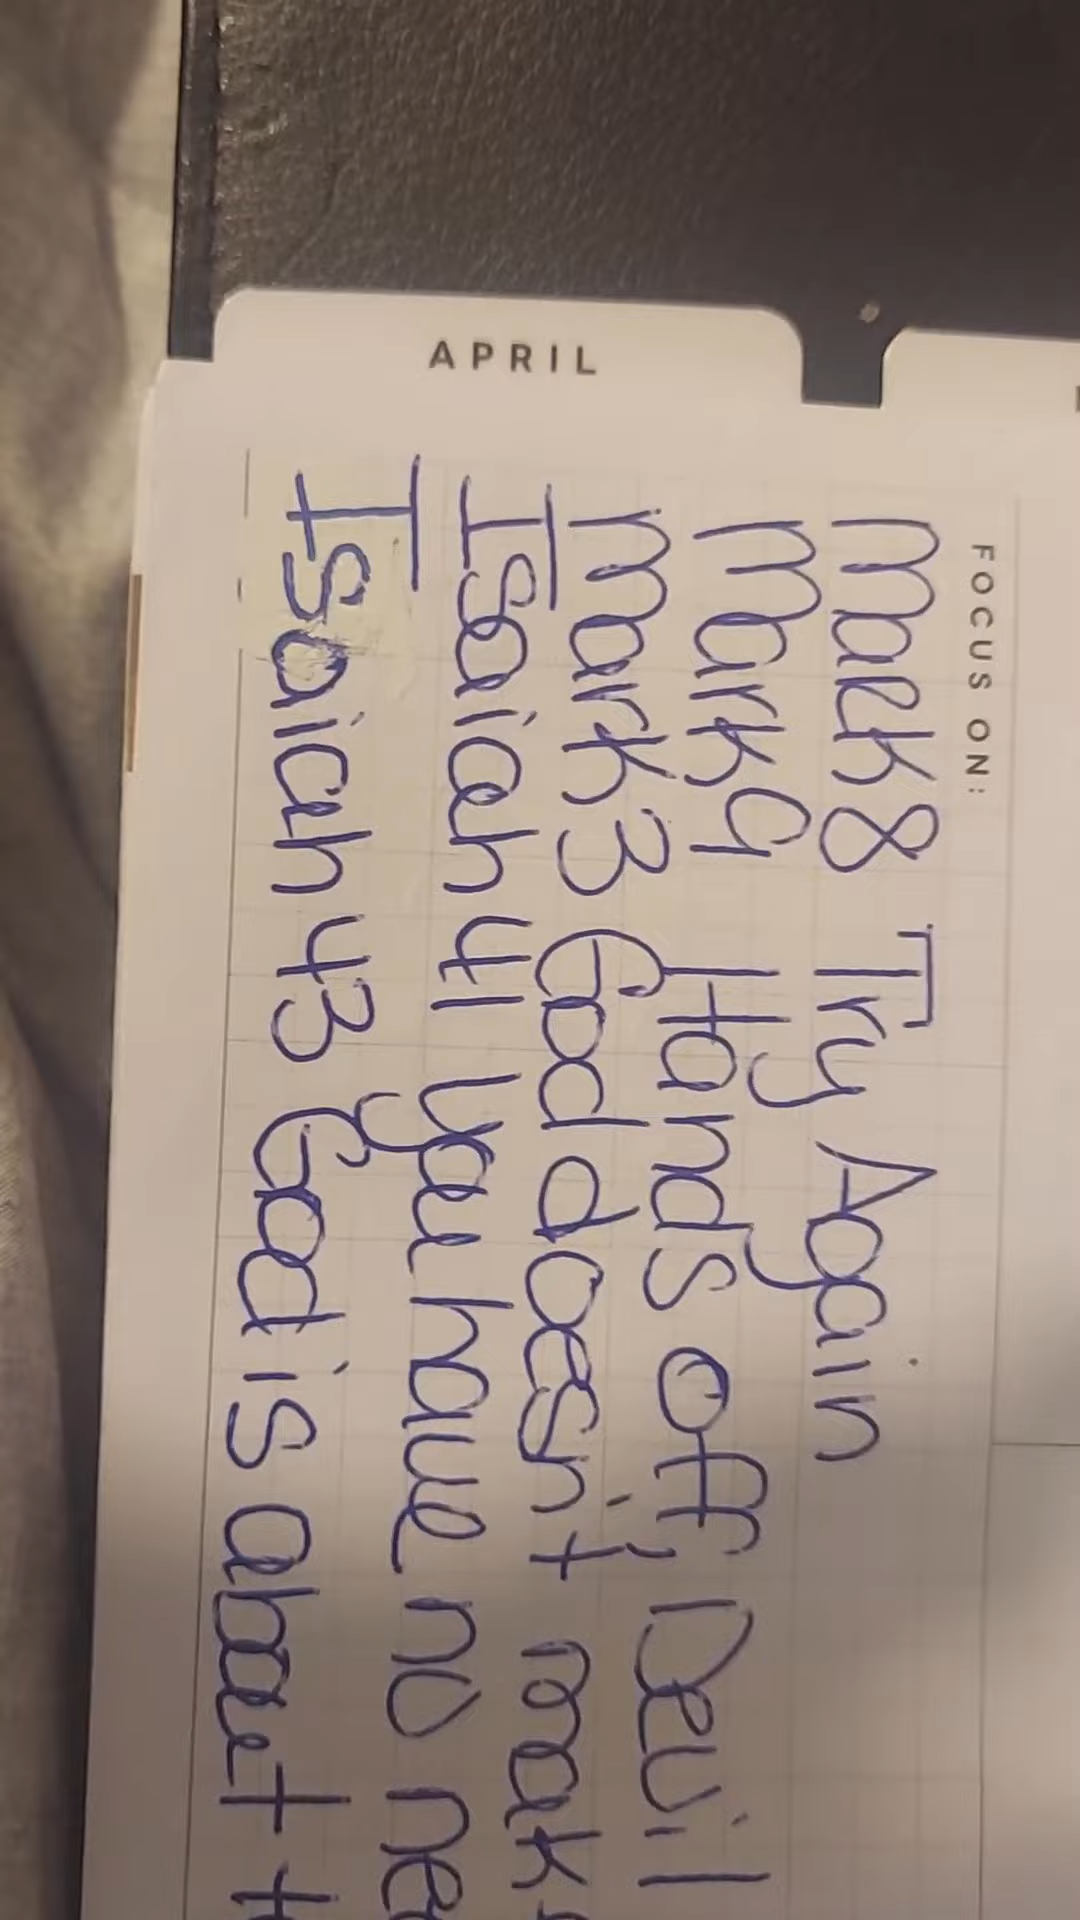 APRIL
FOCUS ON:
Mark 8 Try Again
Mark 9 Hands off, Devil
Mark 3 God doesn't
Isaiah 41 you have no
Isaiah 43 God is about